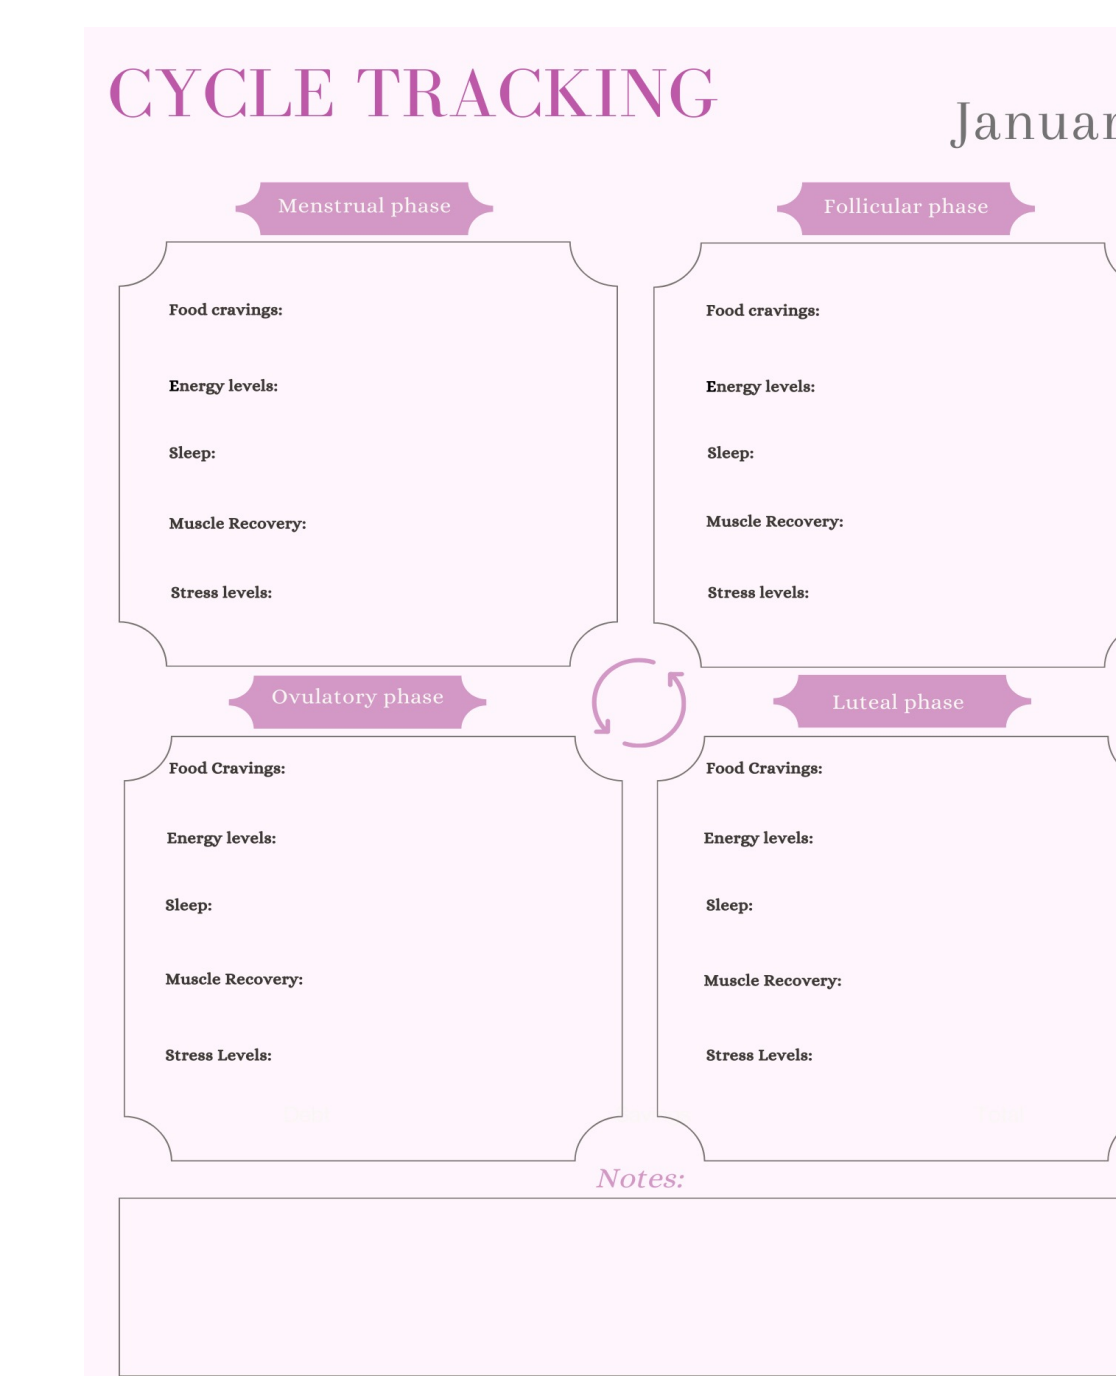 CYCLE TRACKING
Januar
Menstrual phase
Food cravings:
Energy levels:
Sleep:
Muscle Recovery:
Stress levels:
Follicular phase
Food cravings:
Energy levels:
Sleep:
Muscle Recovery:
Stress levels:
Ovulatory phase
Food Cravings:
Energy levels:
Sleep:
Muscle Recovery:
Stress Levels:
Luteal phase
Food Cravings:
Energy levels:
Sleep:
Muscle Recovery:
Stress Levels:
Notes: